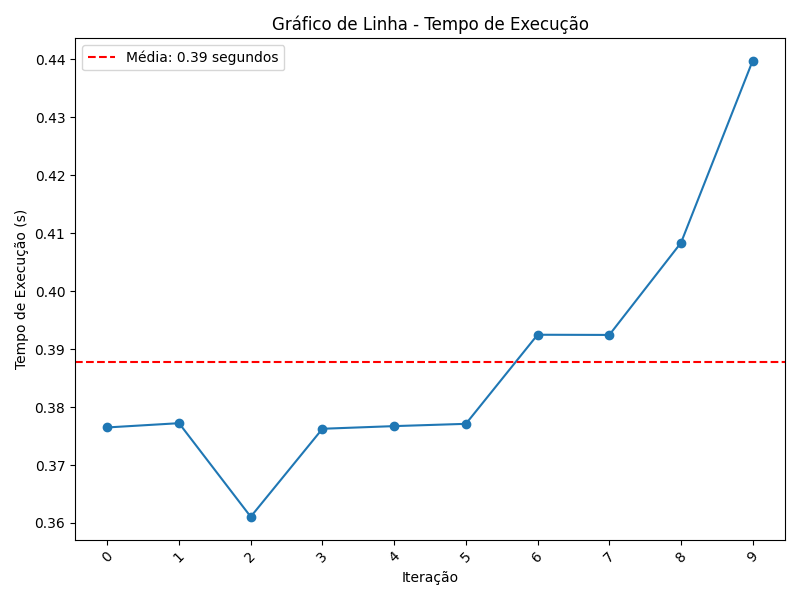 Gráfico de Linha - Tempo de Execução
Média: 0.39 segundos
Tempo de Execução (s)
0.44
0.43
0.42
0.41
0.40
0.39
0.38
0.37
0.36
0 1 2 3 4 5 6 7 8 9
Iteração